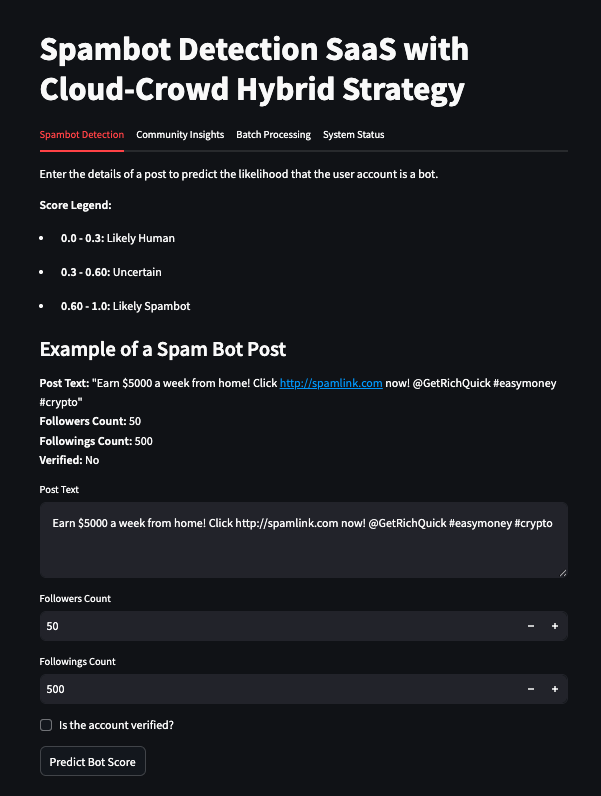 Spambot Detection SaaS with
Cloud-Crowd Hybrid Strategy
Spambot Detection Community Insights Batch Processing System Status
Enter the details of a post to predict the likelihood that the user account is a bot.
Score Legend:
• 0.0 - 0.3: Likely Human
• 0.3 - 0.60: Uncertain
• 0.60 - 1.0: Likely Spambot
Example of a Spam Bot Post
Post Text: "Earn $5000 a week from home! Click http://spamlink.com now! @GetRichQuick #easymoney
#crypto"
Followers Count: 50
Followings Count: 500
Verified: No
Post Text
Earn $5000 a week from home! Click http://spamlink.com now! @GetRichQuick #easymoney #crypto
Followers Count
50 − +
Followings Count
500 − +
Is the account verified?
Predict Bot Score